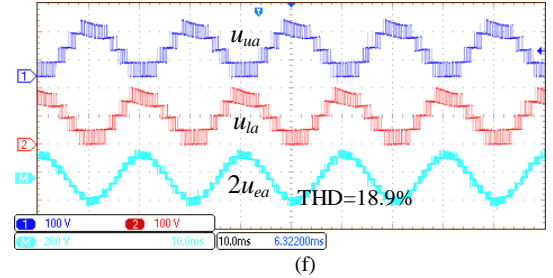 T
u_ua
1
u_la
2
M
2u_ea THD=18.9%
1 100 V 2 100 V
M 200 V 10.0ms 10.0ms 6.32200ms
(f)